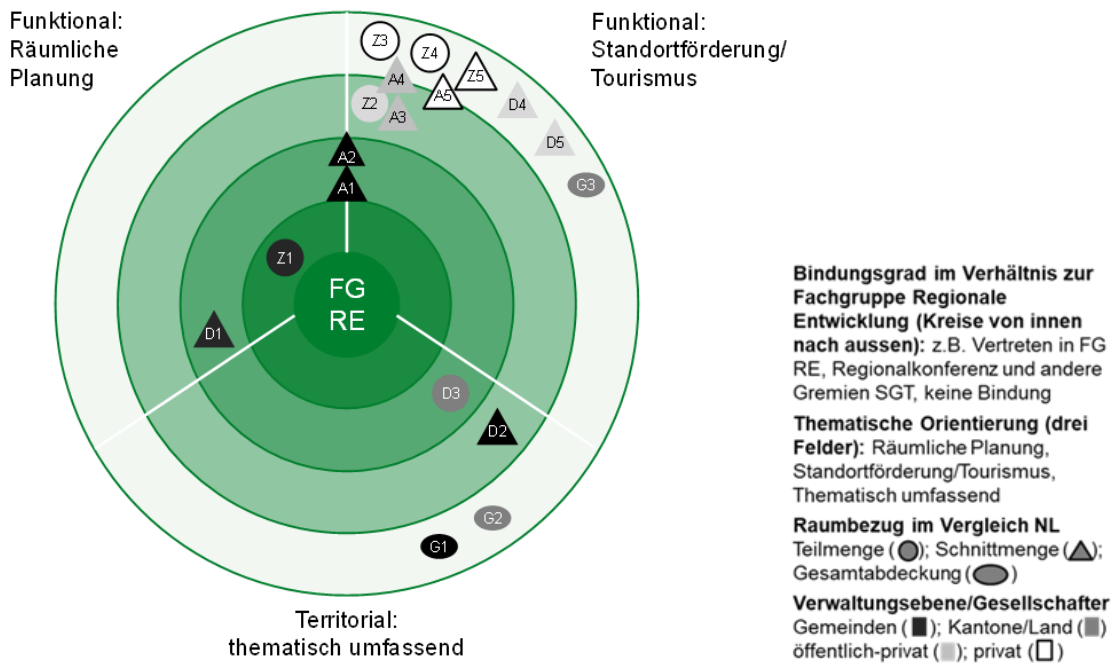 Funktional:
Räumliche
Planung
Funktional:
Standortförderung/
Tourismus
Z3
Z4
Z5
A4
A5
Z2
A3
D4
D5
G3
A2
A1
Z1
FG
RE
D1
D3
D2
G2
G1
Territorial:
thematisch umfassend
Bindungsgrad im Verhältnis zur
Fachgruppe Regionale
Entwicklung (Kreise von innen
nach aussen): z.B. Vertreten in FG
RE, Regionalkonferenz und andere
Gremien SGT, keine Bindung
Thematische Orientierung (drei
Felder): Räumliche Planung,
Standortförderung/Tourismus,
Thematisch umfassend
Raumbezug im Vergleich NL
Teilmenge ( ); Schnittmenge ( );
Gesamtabdeckung ( )
Verwaltungsebene/Gesellschafter
Gemeinden ( ); Kantone/Land ( )
öffentlich-privat ( ); privat ( )